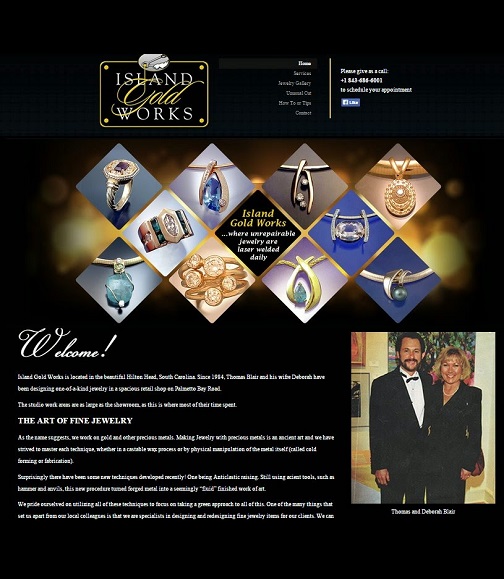 ISLAND
Gold
WORKS
Home
Services
Jewelry Gallery
Unusual Cut
How To or Tips
Contact
Please give us a call:
+1 843-686-6001
to schedule your appointment
Like
Island
Gold Works
...where unrepairable
jewelry are
laser welded
daily
Welcome!
Island Gold Works is located in the beautiful Hilton Head, South Carolina. Since 1984, Thomas Blair and his wife Deborah have
been designing one-of-a-kind jewelry in a spacious retail shop on Palmetto Bay Road.
The studio work areas are as large as the showroom, as this is where most of their time spent.
THE ART OF FINE JEWELRY
As the name suggests, we work on gold and other precious metals. Making Jewelry with precious metals is an ancient art and we have
strived to master each technique, whether in a castable wax process or by physical manipulation of the metal itself (called cold
forming or fabrication).
Surprisingly there have been some new techniques developed recently! One being Anticlastic raising. Still using acient tools, such as
hammer and anvils, this new procedure turned forged metal into a seemingly "fluid" finished work of art.
We pride ourselved on utilizing all of these techniques to focus on taking a green approach to all of this. One of the many things that
set us apart from our local colleagues is that we are specialists in designing and redesigning fine jewelry items for our clients. We can
Thomas and Deborah Blair